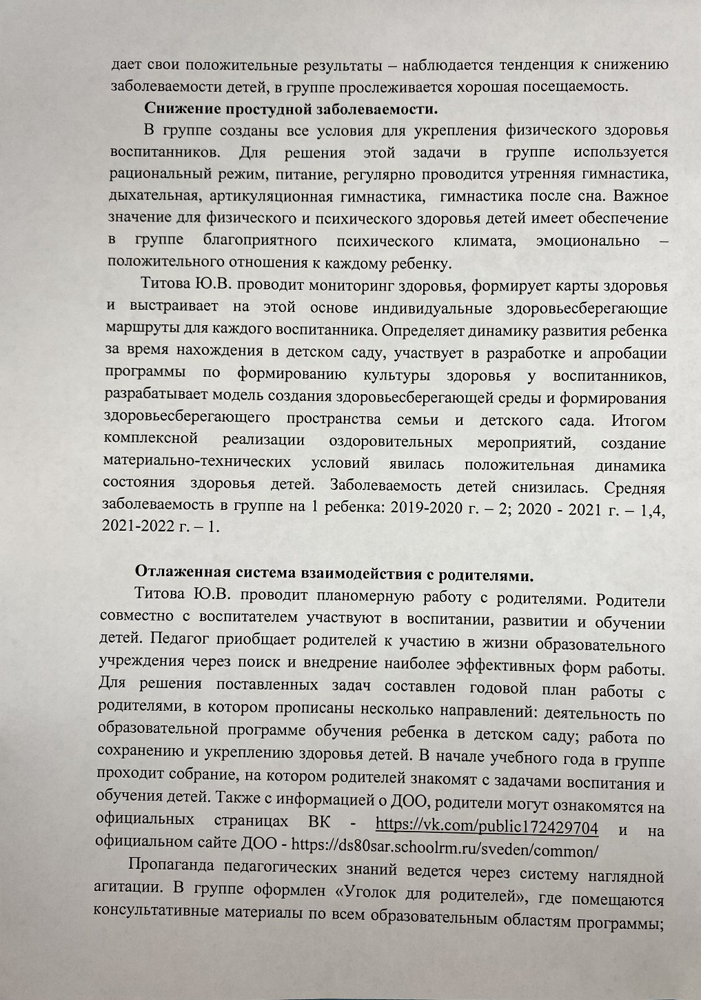 дает свои положительные результаты – наблюдается тенденция к снижению
заболеваемости детей, в группе прослеживается хорошая посещаемость.
Снижение простудной заболеваемости.
В группе созданы все условия для укрепления физического здоровья
воспитанников. Для решения этой задачи в группе используется
рациональный режим, питание, регулярно проводится утренняя гимнастика,
дыхательная, артикуляционная гимнастика, гимнастика после сна. Важное
значение для физического и психического здоровья детей имеет обеспечение
в группе благоприятного психического климата, эмоционально –
положительного отношения к каждому ребенку.
Титова Ю.В. проводит мониторинг здоровья, формирует карты здоровья
и выстраивает на этой основе индивидуальные здоровьесберегающие
маршруты для каждого воспитанника. Определяет динамику развития ребенка
за время нахождения в детском саду, участвует в разработке и апробации
программы по формированию культуры здоровья у воспитанников,
разрабатывает модель создания здоровьесберегающей среды и формирования
здоровьесберегающего пространства семьи и детского сада. Итогом
комплексной реализации оздоровительных мероприятий, создание
материально-технических условий явилась положительная динамика
состояния здоровья детей. Заболеваемость детей снизилась. Средняя
заболеваемость в группе на 1 ребенка: 2019-2020 г. – 2; 2020 - 2021 г. – 1,4,
2021-2022 г. – 1.
Отлаженная система взаимодействия с родителями.
Титова Ю.В. проводит планомерную работу с родителями. Родители
совместно с воспитателем участвуют в воспитании, развитии и обучении
детей. Педагог приобщает родителей к участию в жизни образовательного
учреждения через поиск и внедрение наиболее эффективных форм работы.
Для решения поставленных задач составлен годовой план работы с
родителями, в котором прописаны несколько направлений: деятельность по
образовательной программе обучения ребенка в детском саду; работа по
сохранению и укреплению здоровья детей. В начале учебного года в группе
проходит собрание, на котором родителей знакомят с задачами воспитания и
обучения детей. Также с информацией о ДОО, родители могут ознакомятся на
официальных страницах ВК - https://vk.com/public172429704 и на
официальном сайте ДОО - https://ds80sar.schoolrm.ru/sveden/common/
Пропаганда педагогических знаний ведется через систему наглядной
агитации. В группе оформлен «Уголок для родителей», где помещаются
консультативные материалы по всем образовательным областям программы;